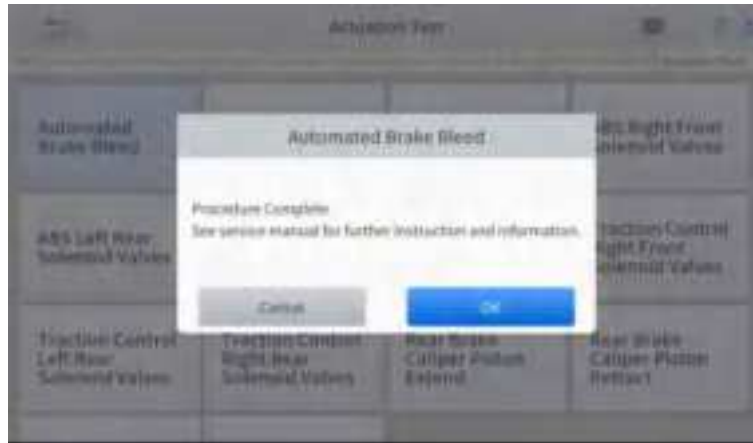 Actuation Test
Automated
Brake Bleed
ABS Right Front
Solenoid Valves
Automated Brake Bleed
Procedure Complete
See service manual for further instruction and information.
Cancel
OK
ABS Left Rear
Solenoid Valves
Traction Control
Right Front
Solenoid Valves
Traction Control
Left Rear
Solenoid Valves
Traction Control
Right Rear
Solenoid Valves
Rear Brake
Caliper Piston
Extend
Rear Brake
Caliper Piston
Retract